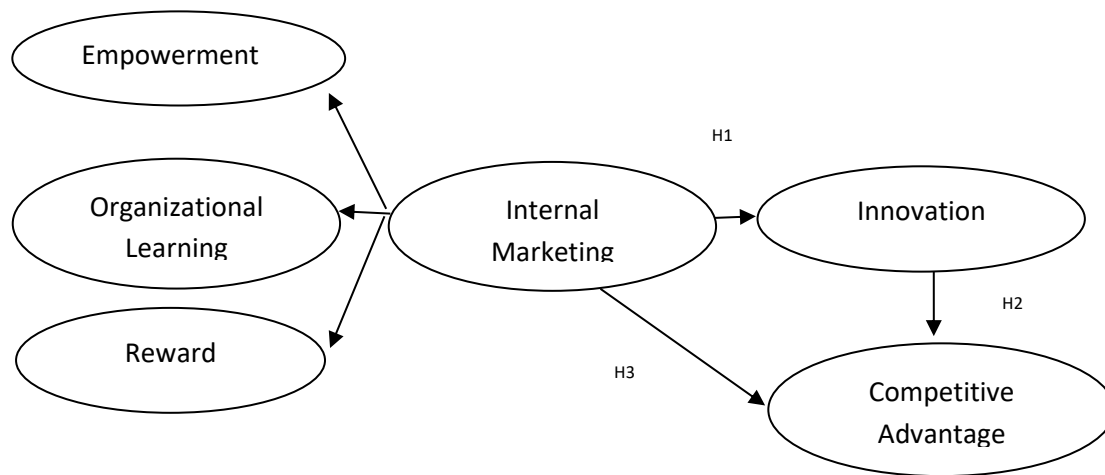 Empowerment
H1
Organizational
Learning
Internal
Marketing
Innovation
H2
Reward
H3
Competitive
Advantage